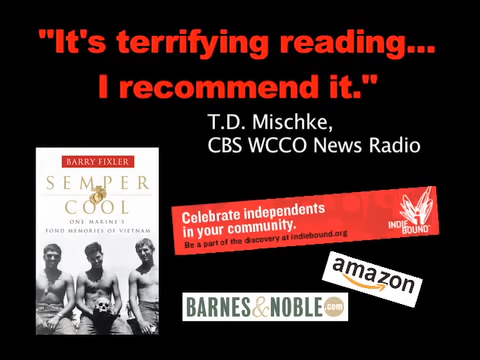 "It's terrifying reading...
I recommend it."
T.D. Mischke,
CBS WCCO News Radio
BARRY FIXLER
SEMPER
COOL
ONE MARINE'S
FOND MEMORIES OF VIETNAM
Celebrate independents
in your community.
Be a part of the discovery at indiebound.org
INDIE
BOUND
amazon
BARNES&NOBLE.com